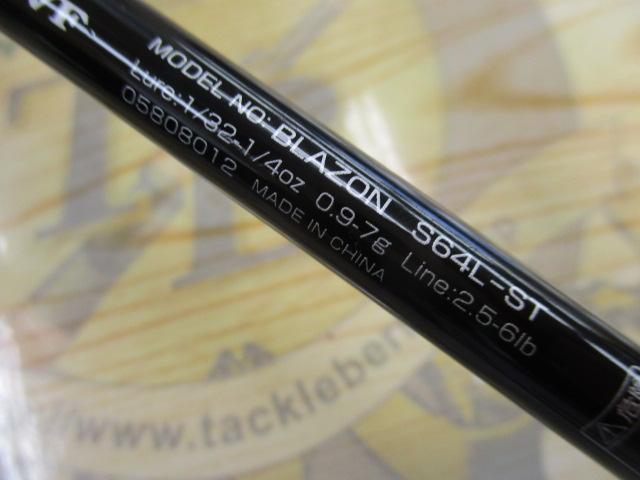 MODEL NO: BLAZON S64L-ST
Lure:1/32-1/4oz 0.9-7g Line:2.5-6lb
05808012 MADE IN CHINA
www.tackleber